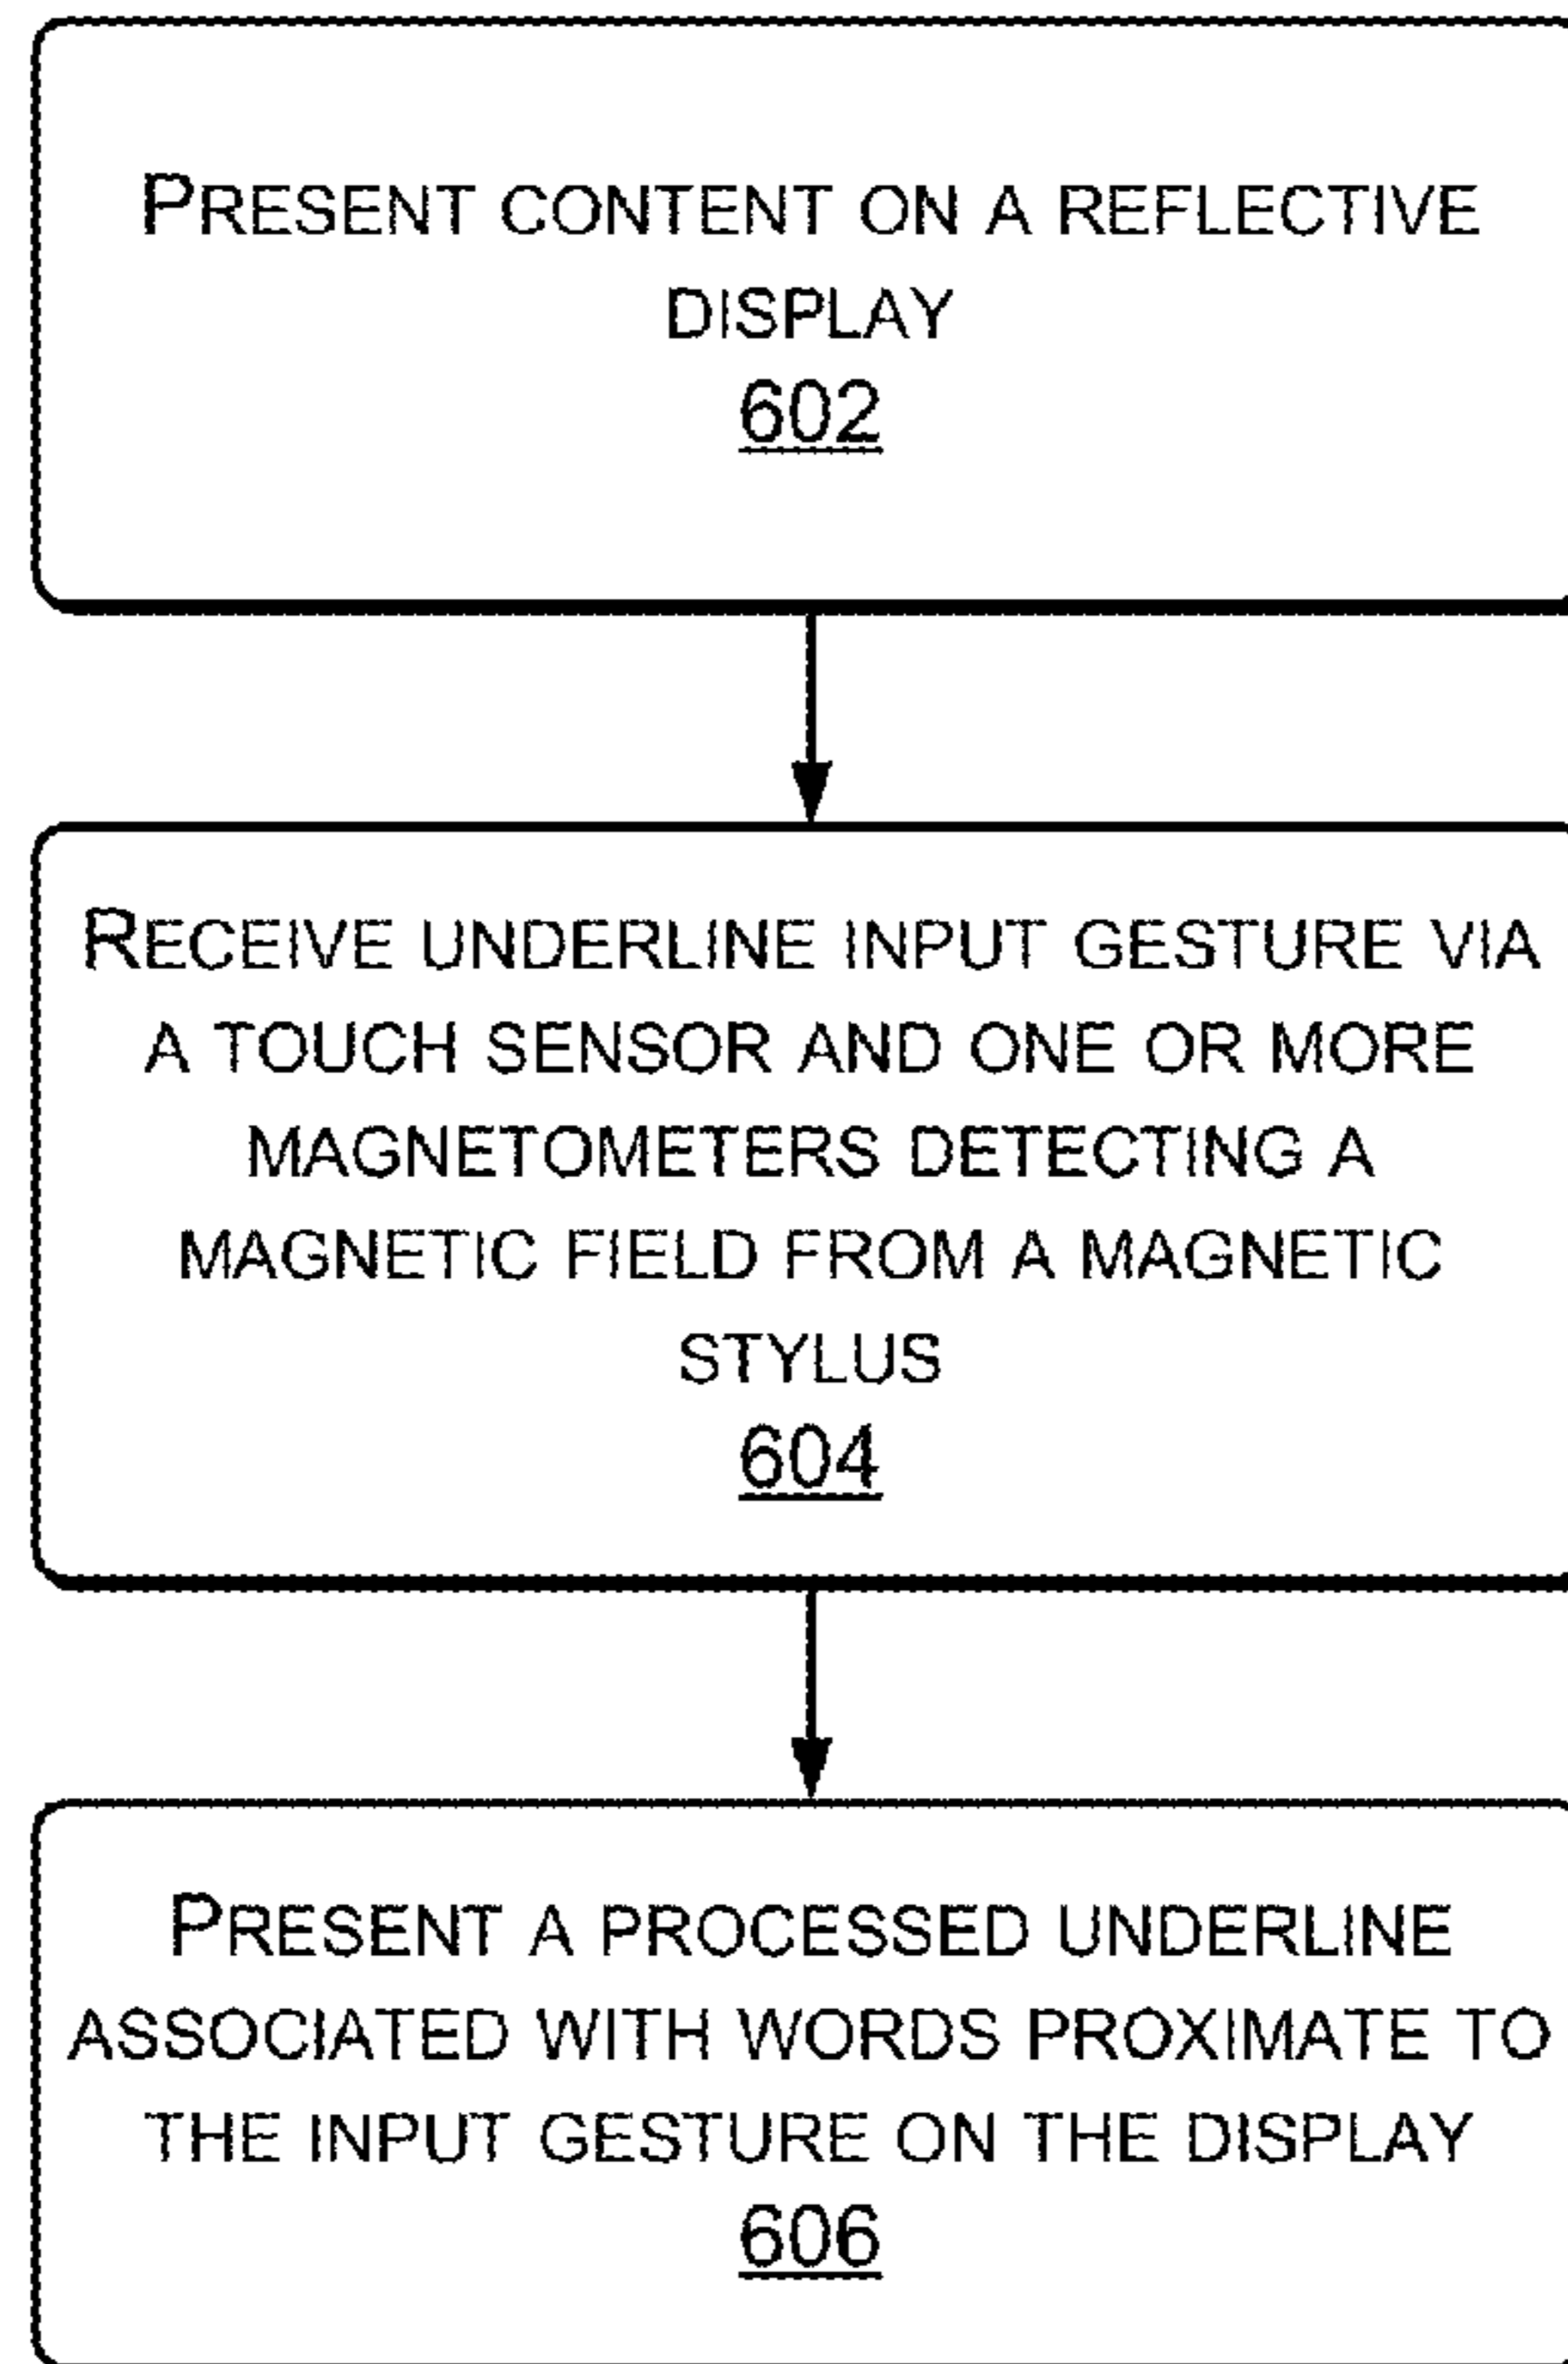 PRESENT CONTENT ON A REFLECTIVE
DISPLAY
602
RECEIVE UNDERLINE INPUT GESTURE VIA
A TOUCH SENSOR AND ONE OR MORE
MAGNETOMETERS DETECTING A
MAGNETIC FIELD FROM A MAGNETIC
STYLUS
604
PRESENT A PROCESSED UNDERLINE
ASSOCIATED WITH WORDS PROXIMATE TO
THE INPUT GESTURE ON THE DISPLAY
606